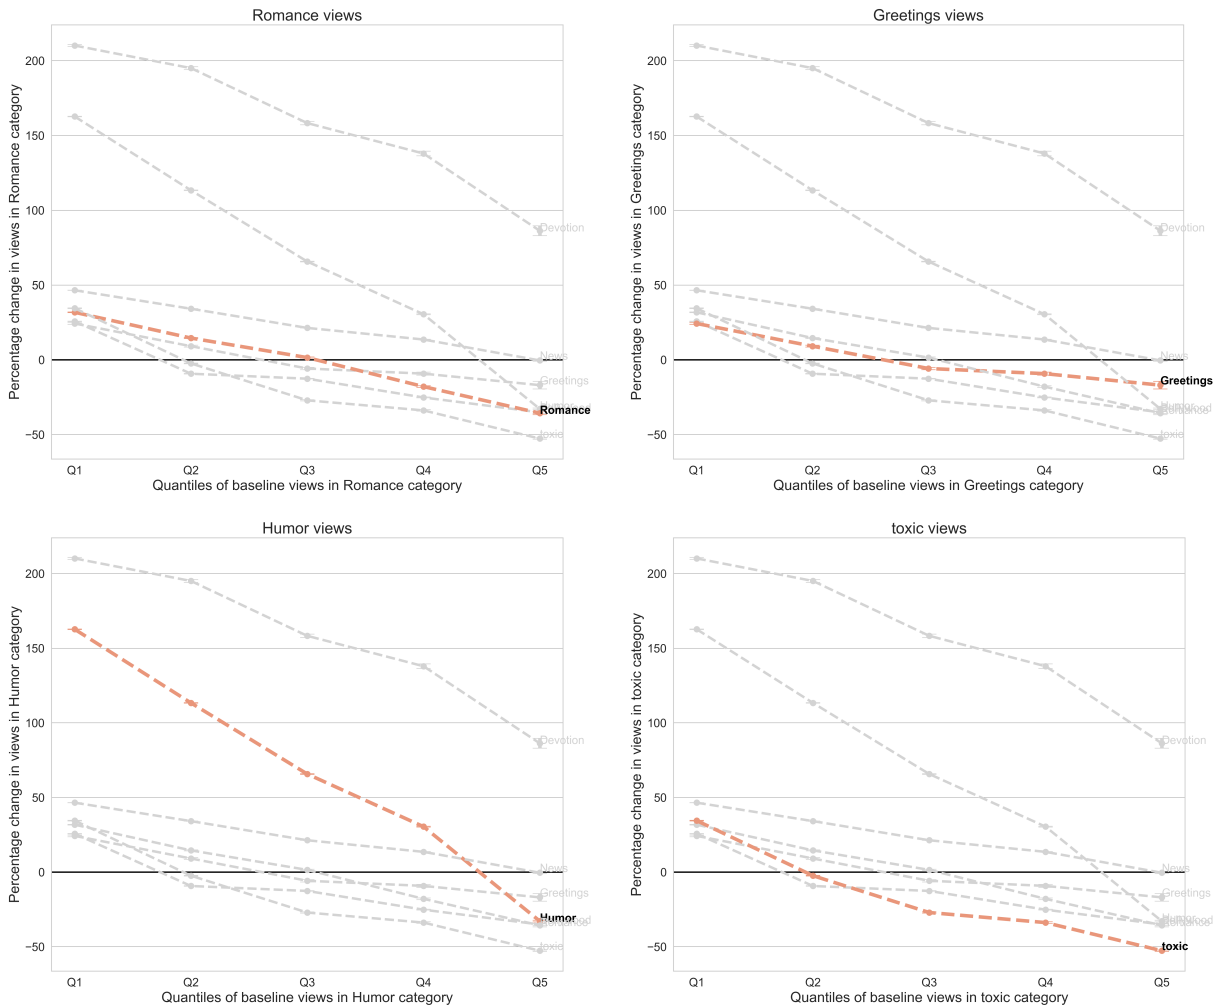 Romance views
Percentage change in views in Romance category
200
150
100
50
0
−50
Devotion
News
Greetings
Romance
toxic
Q1 Q2 Q3 Q4 Q5
Quantiles of baseline views in Romance category
Greetings views
Percentage change in views in Greetings category
200
150
100
50
0
−50
Devotion
News
Greetings
toxic
Q1 Q2 Q3 Q4 Q5
Quantiles of baseline views in Greetings category
Humor views
Percentage change in views in Humor category
200
150
100
50
0
−50
Devotion
News
Greetings
Humor
toxic
Q1 Q2 Q3 Q4 Q5
Quantiles of baseline views in Humor category
toxic views
Percentage change in views in toxic category
200
150
100
50
0
−50
Devotion
News
Greetings
toxic
Q1 Q2 Q3 Q4 Q5
Quantiles of baseline views in toxic category